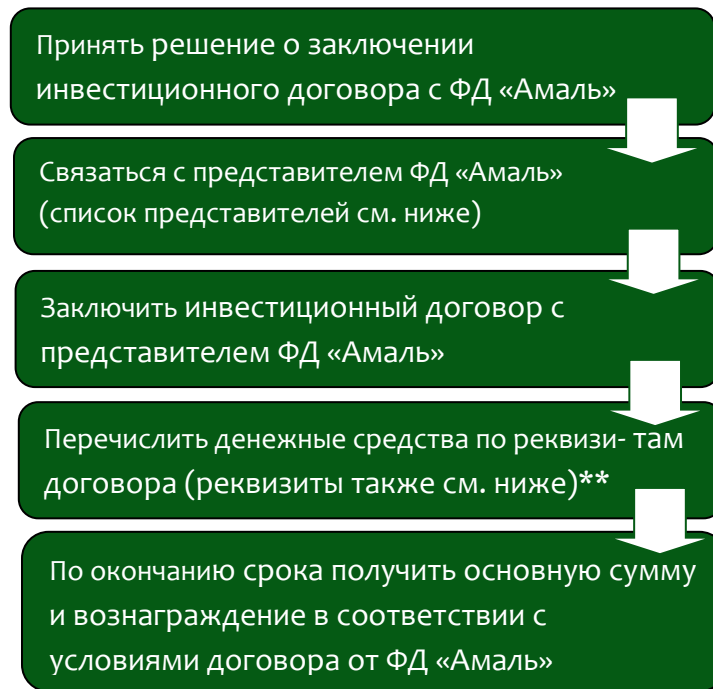 Принять решение о заключении
инвестиционного договора с ФД «Амаль»
Связаться с представителем ФД «Амаль»
(список представителей см. ниже)
Заключить инвестиционный договор с
представителем ФД «Амаль»
Перечислить денежные средства по реквизи- там
договора (реквизиты также см. ниже)**
По окончанию срока получить основную сумму
и вознаграждение в соответствии с
условиями договора от ФД «Амаль»